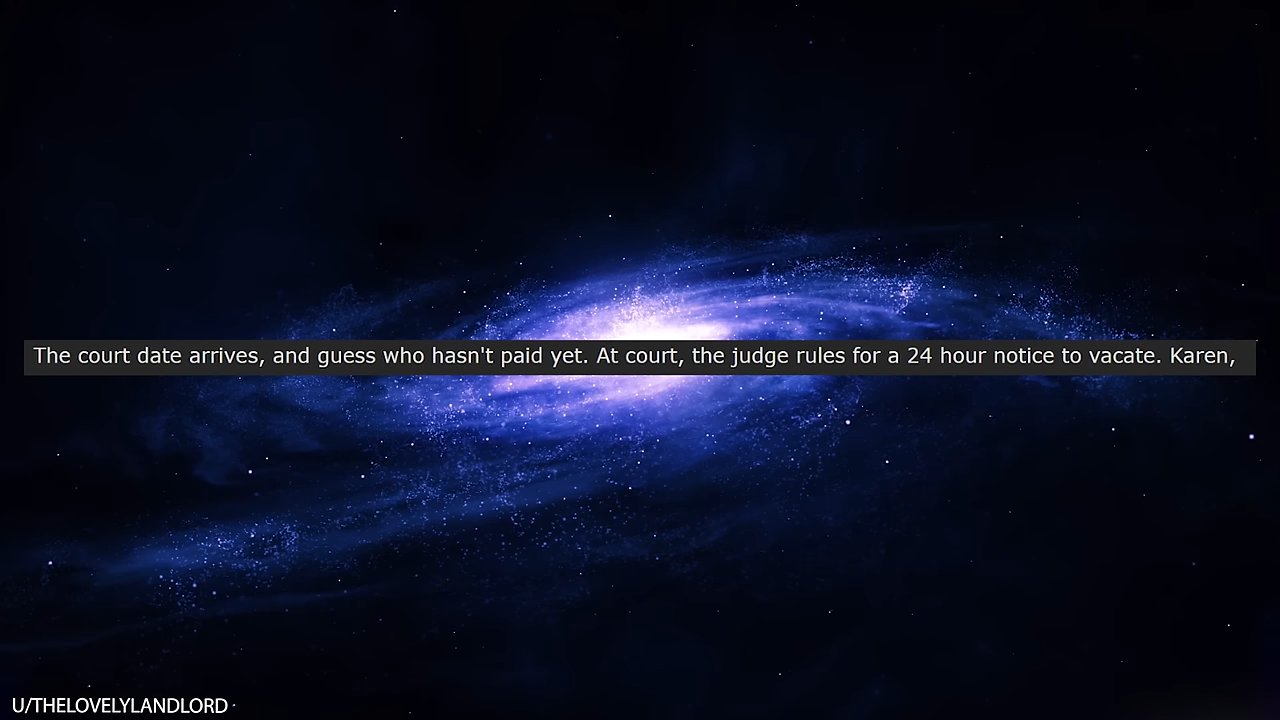 The court date arrives, and guess who hasn't paid yet. At court, the judge rules for a 24 hour notice to vacate. Karen,
U/THELOVELYLANDLORD